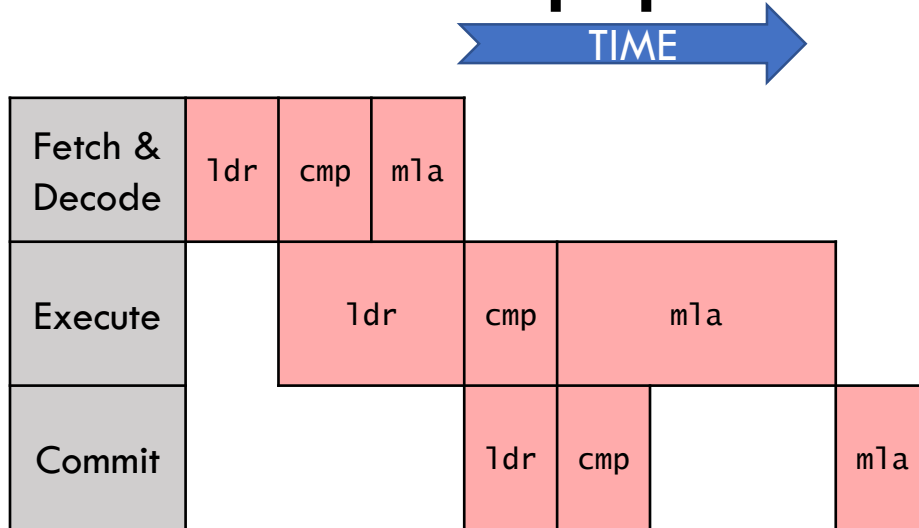 TIME
Fetch &
Decode
ldr
cmp
mla
Execute
ldr
cmp
mla
Commit
ldr
cmp
mla